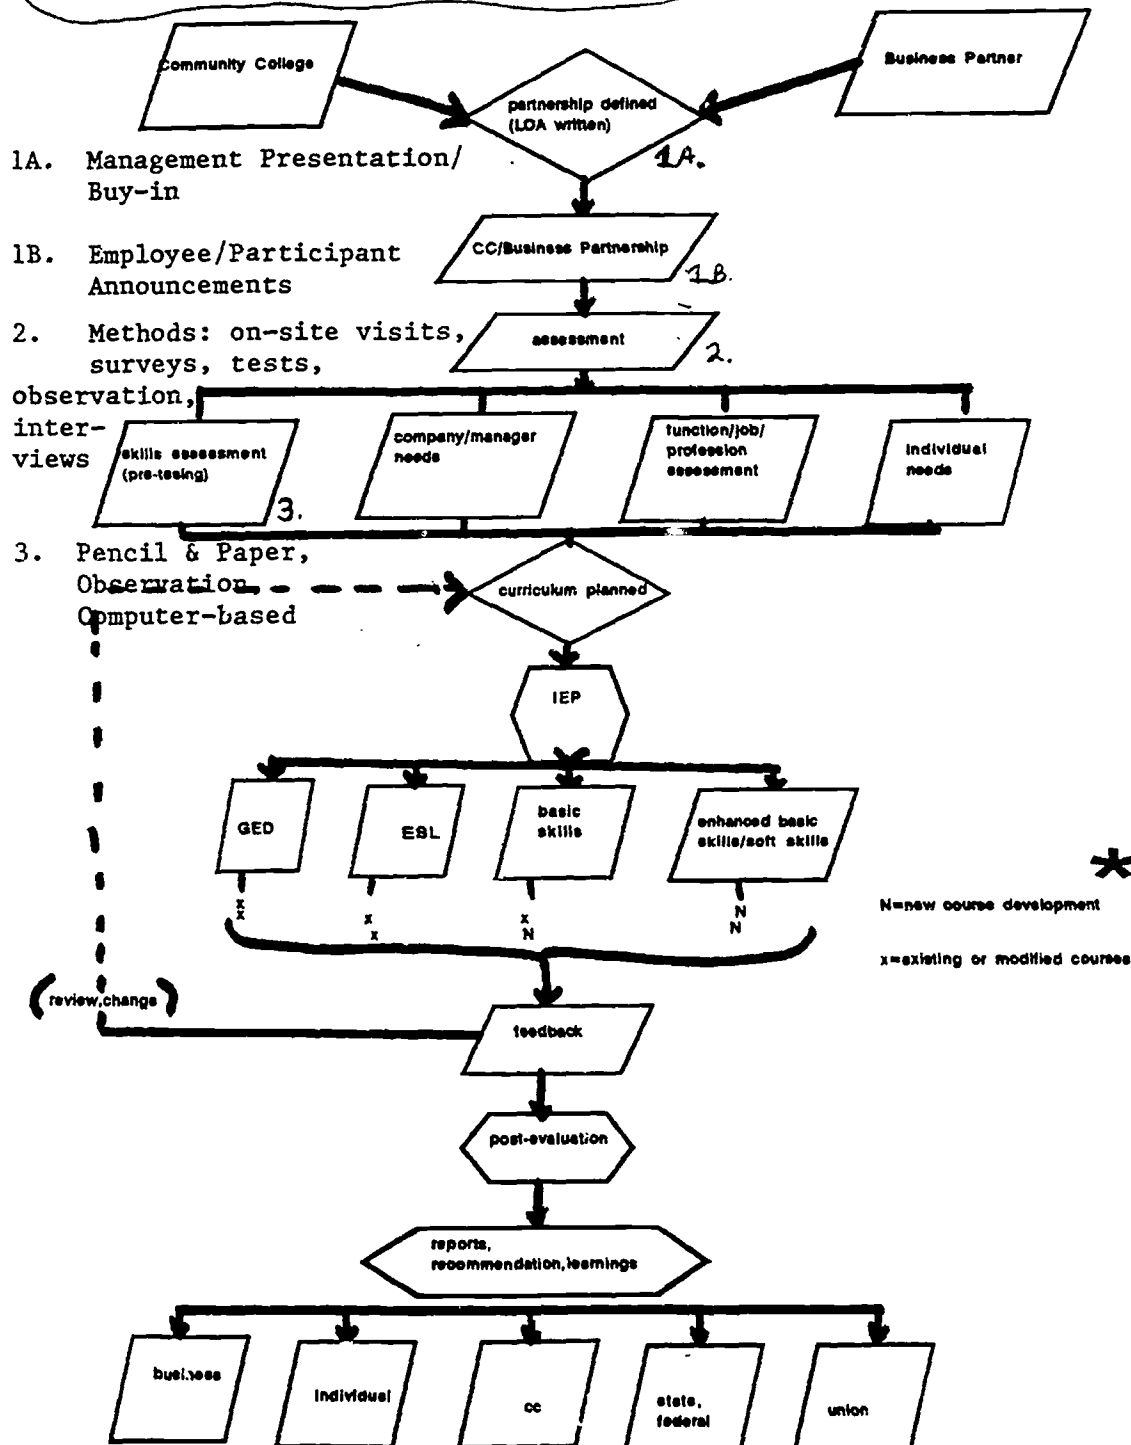 Community College
Business Partner
partnership defined
(LOA written)
1A.
1A. Management Presentation/
Buy-in
CC/Business Partnership
1B.
1B. Employee/Participant
Announcements
assessment
2.
2. Methods: on-site visits,
surveys, tests,
observation,
inter-
views
skills assessment
(pre-tesing)
3.
company/manager
needs
function/job/
profession
assessment
individual
needs
3. Pencil & Paper,
Observation
Computer-based
curriculum planned
IEP
GED
ESL
basic
skills
enhanced basic
skills/soft skills
x
x
x
x
x
N
N
N
*
N=new course development
x=existing or modified courses
(review,change)
feedback
post-evaluation
reports,
recommendation,learnings
business
individual
cc
state,
federal
union